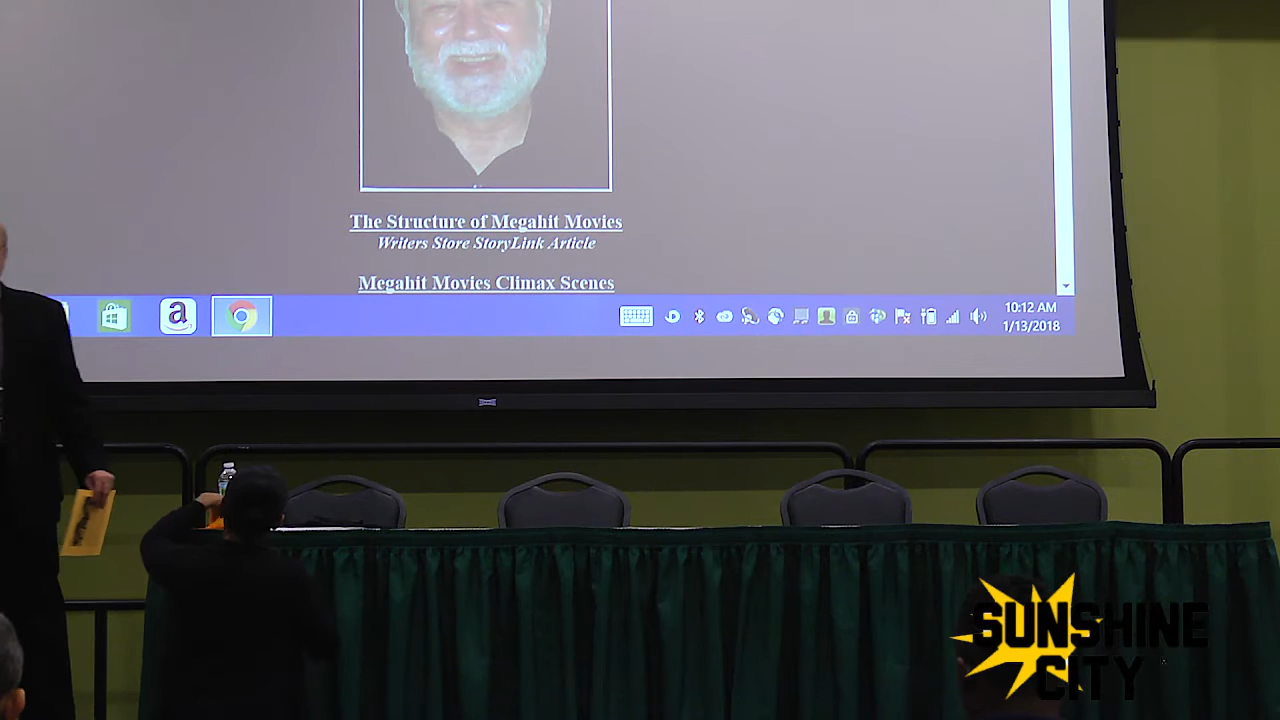 The Structure of Megahit Movies
Writers Store StoryLink Article
Megahit Movies Climax Scenes
a
10:12 AM
1/13/2018
SUNSHINE
CITY